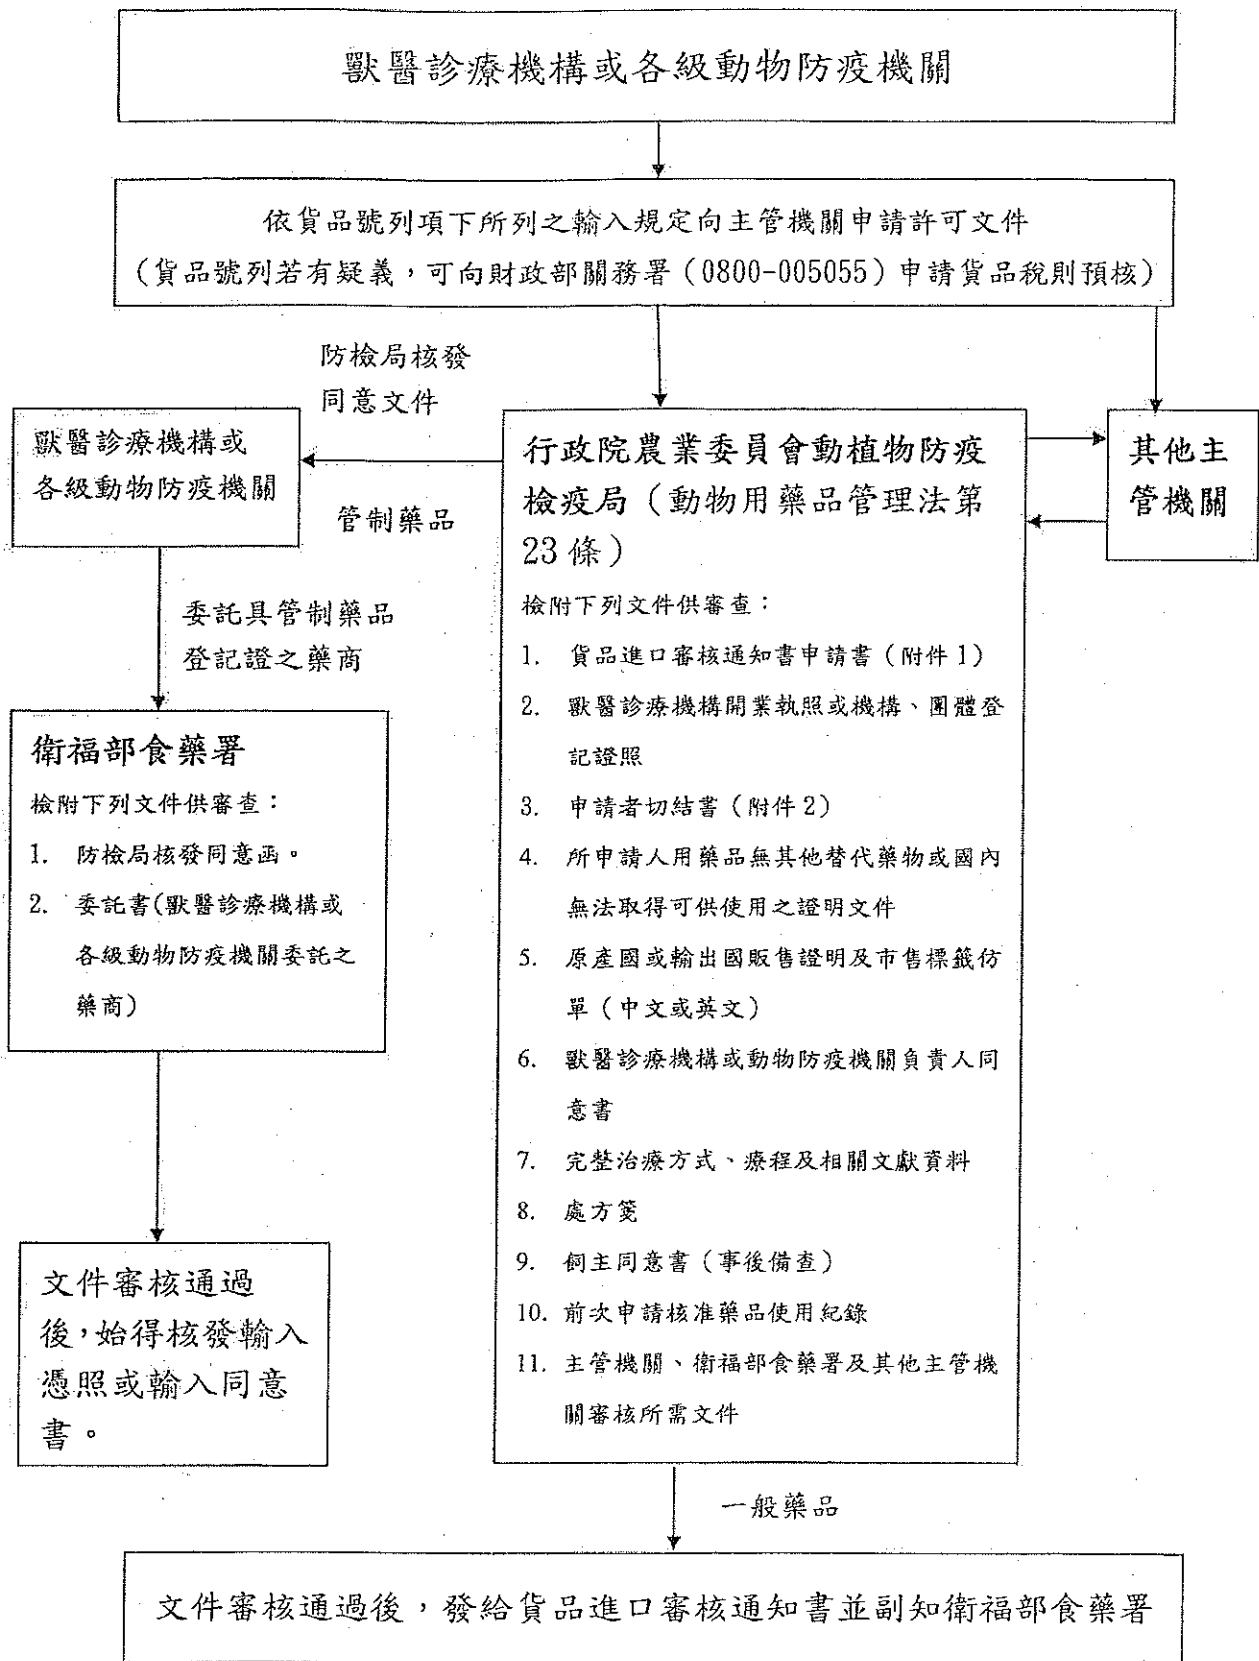 獸醫診療機構或各級動物防疫機關
依貨品號列項下所列之輸入規定向主管機關申請許可文件
(貨品號列若有疑義，可向財政部關務署(0800-005055)申請貨品稅則預核)
防檢局核發
同意文件
獸醫診療機構或
各級動物防疫機關
管制藥品
委託具管制藥品
登記證之藥商
衛福部食藥署
檢附下列文件供審查：
1. 防檢局核發同意函。
2. 委託書(獸醫診療機構或
各級動物防疫機關委託之
藥商)
文件審核通過
後，始得核發輸入
憑照或輸入同意
書。
行政院農業委員會動植物防疫
檢疫局(動物用藥品管理法第
23條)
檢附下列文件供審查：
1. 貨品進口審核通知書申請書(附件1)
2. 獸醫診療機構開業執照或機構、團體登
記證照
3. 申請者切結書(附件2)
4. 所申請人用藥品無其他替代藥物或國內
無法取得可供使用之證明文件
5. 原產國或輸出國販售證明及市售標籤仿
單(中文或英文)
6. 獸醫診療機構或動物防疫機關負責人同
意書
7. 完整治療方式、療程及相關文獻資料
8. 處方箋
9. 飼主同意書(事後備查)
10. 前次申請核准藥品使用紀錄
11. 主管機關、衛福部食藥署及其他主管機
關審核所需文件
其他主
管機關
一般藥品
文件審核通過後，發給貨品進口審核通知書並副知衛福部食藥署